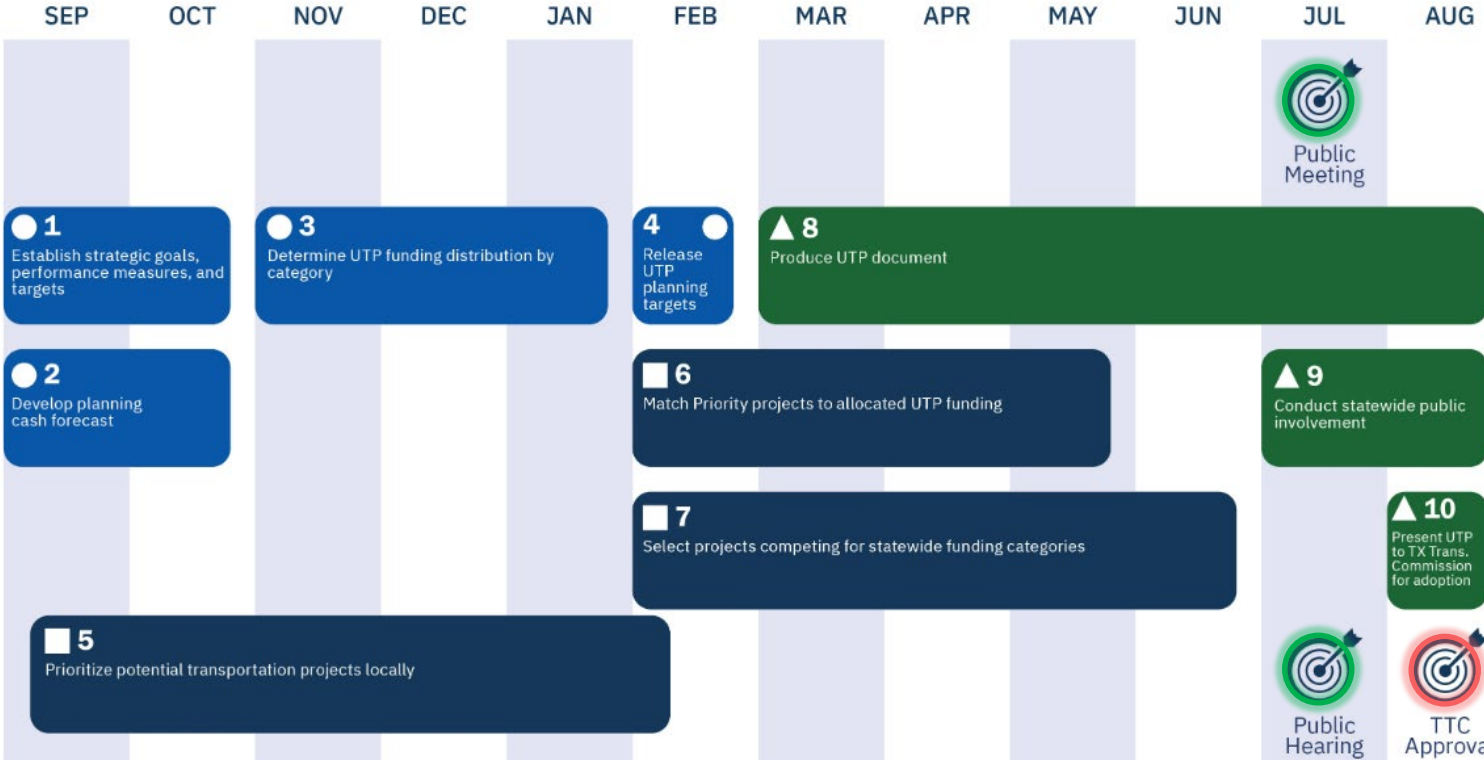 SEP OCT NOV DEC JAN FEB MAR APR MAY JUN JUL AUG
Public
Meeting
1
Establish strategic goals,
performance measures, and
targets
3
Determine UTP funding distribution by
category
4
Release
UTP
planning
targets
8
Produce UTP document
2
Develop planning
cash forecast
6
Match Priority projects to allocated UTP funding
9
Conduct statewide public
involvement
7
Select projects competing for statewide funding categories
10
Present UTP
to TX Trans.
Commission
for adoption
5
Prioritize potential transportation projects locally
Public
Hearing
TTC
Approva